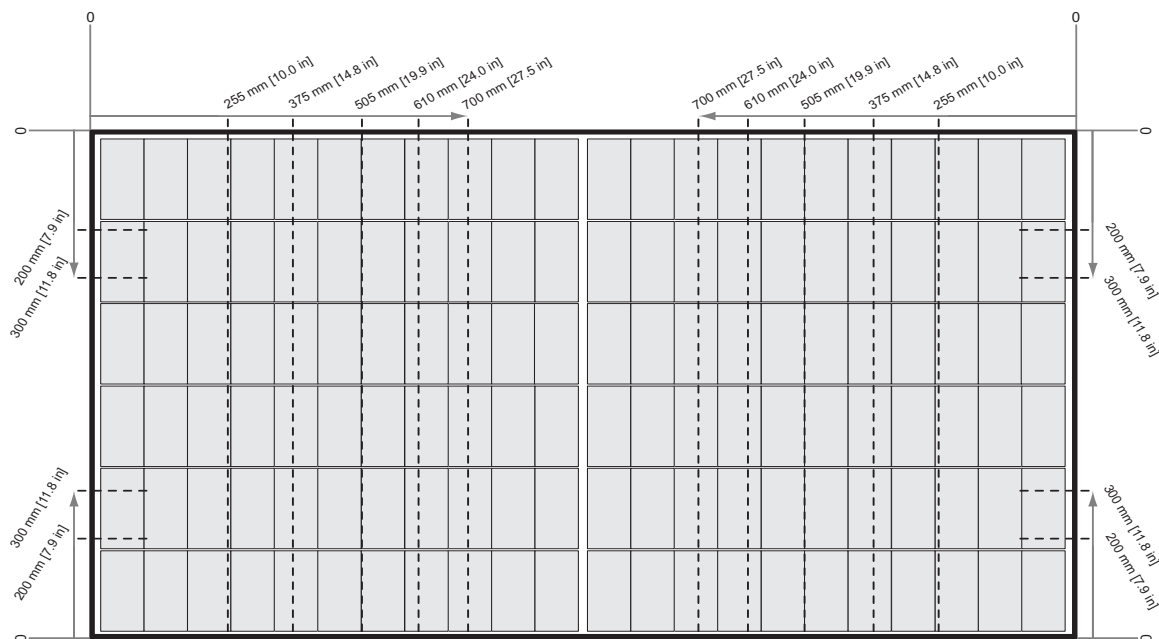 0
0
255 mm [10.0 in]
375 mm [14.8 in]
505 mm [19.9 in]
610 mm [24.0 in]
700 mm [27.5 in]
700 mm [27.5 in]
610 mm [24.0 in]
505 mm [19.9 in]
375 mm [14.8 in]
255 mm [10.0 in]
0
0
200 mm [7.9 in]
300 mm [11.8 in]
200 mm [7.9 in]
300 mm [11.8 in]
300 mm [11.8 in]
200 mm [7.9 in]
300 mm [11.8 in]
200 mm [7.9 in]
0
0